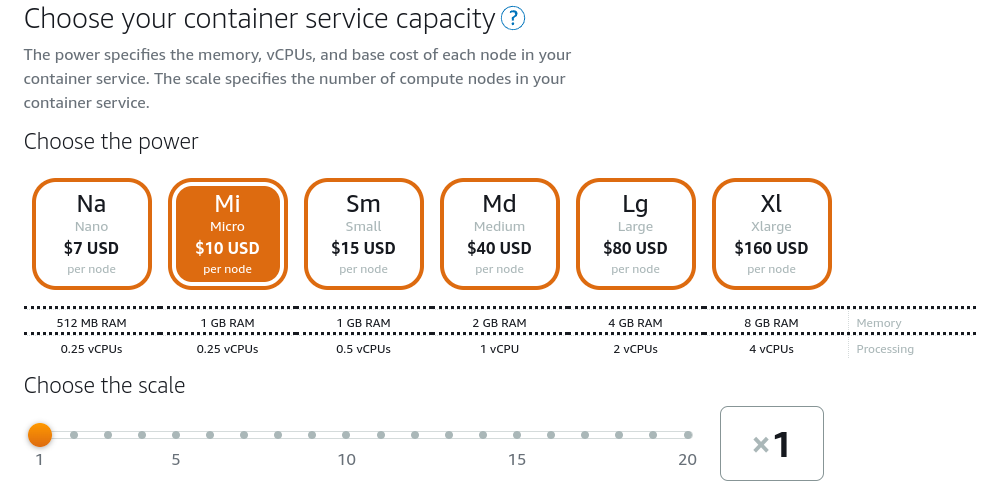 Choose your container service capacity ?
The power specifies the memory, vCPUs, and base cost of each node in your
container service. The scale specifies the number of compute nodes in your
container service.
Choose the power
Na Mi Sm Md Lg Xl
Nano Micro Small Medium Large Xlarge
$7 USD $10 USD $15 USD $40 USD $80 USD $160 USD
per node per node per node per node per node per node
512 MB RAM 1 GB RAM 1 GB RAM 2 GB RAM 4 GB RAM 8 GB RAM Memory
0.25 vCPUs 0.25 vCPUs 0.5 vCPUs 1 vCPU 2 vCPUs 4 vCPUs Processing
Choose the scale
×1
1 5 10 15 20